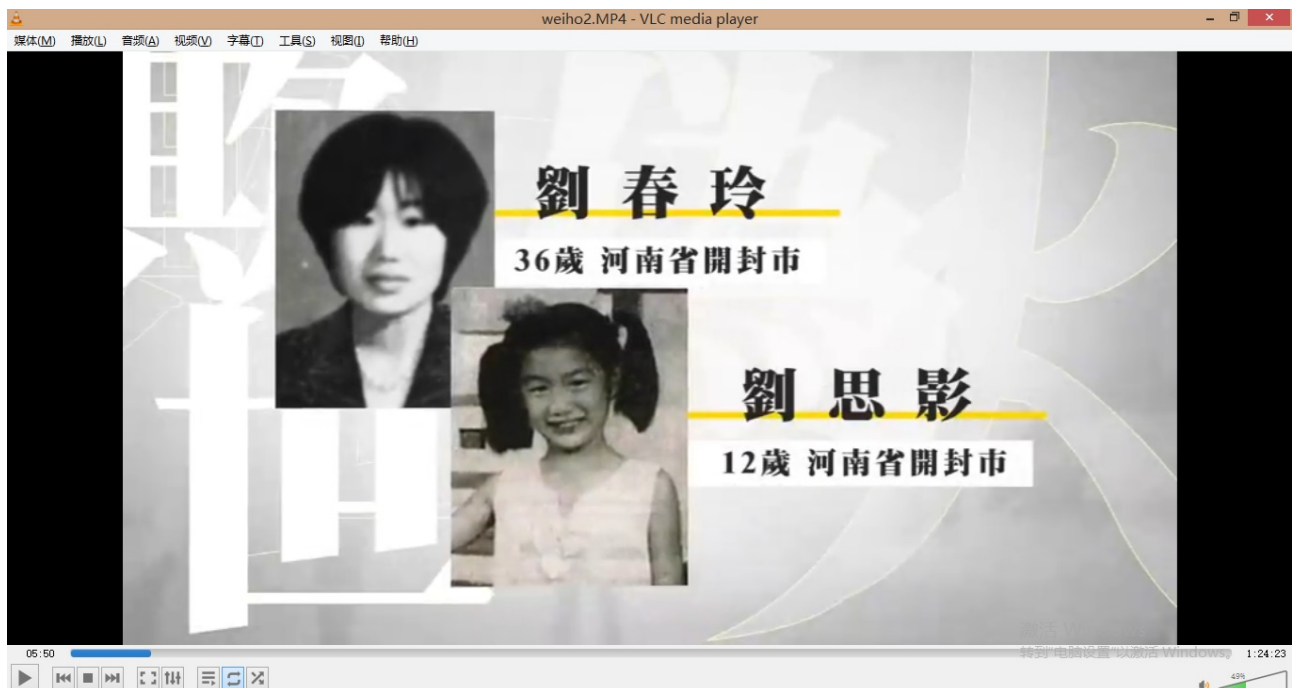 weiho2.MP4 - VLC media player
媒体(M) 播放(L) 音频(A) 视频(V) 字幕(T) 工具(S) 视图(I) 帮助(H)
劉春玲
36歲 河南省開封市
劉思影
12歲 河南省開封市
转到"电脑设置"以激活 Windows。
05:50
1:24:23
49%